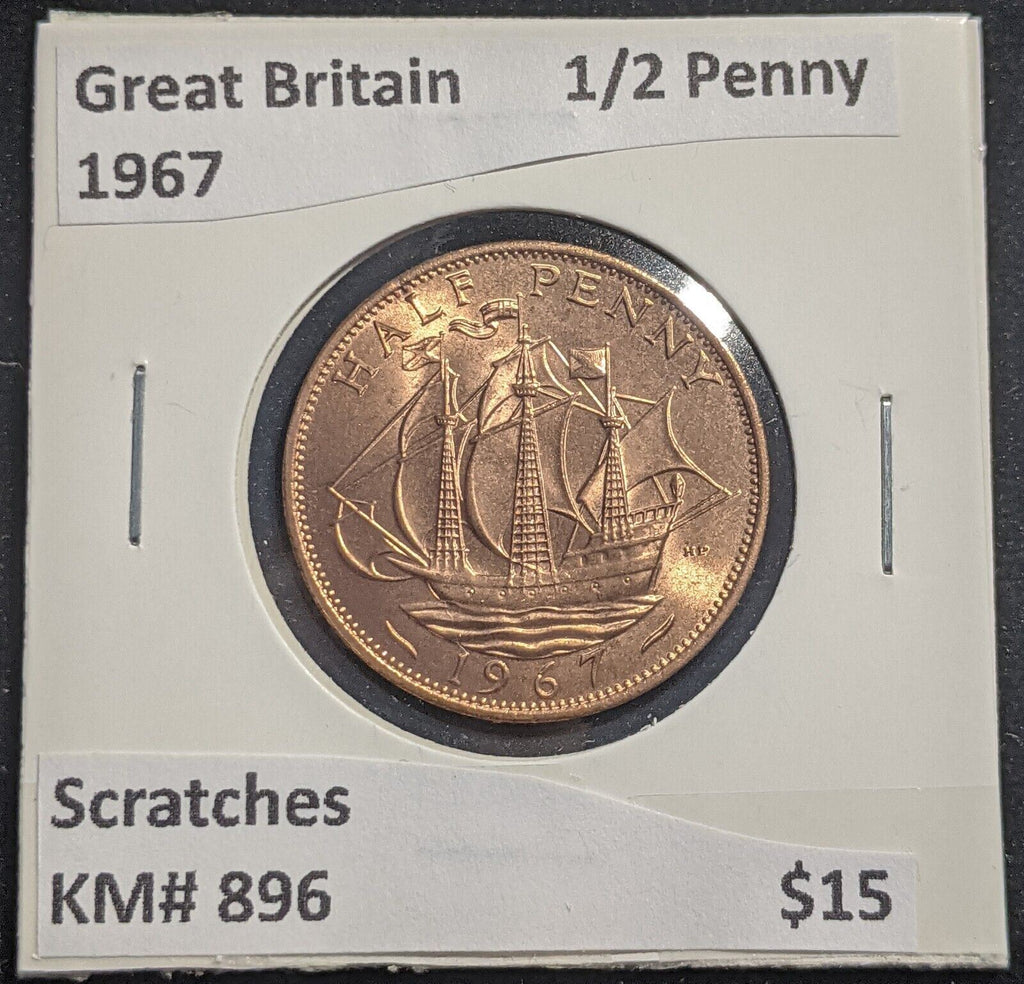 Great Britain 1/2 Penny
1967
HALF PENNY
HP
1967
Scratches
KM# 896 $15